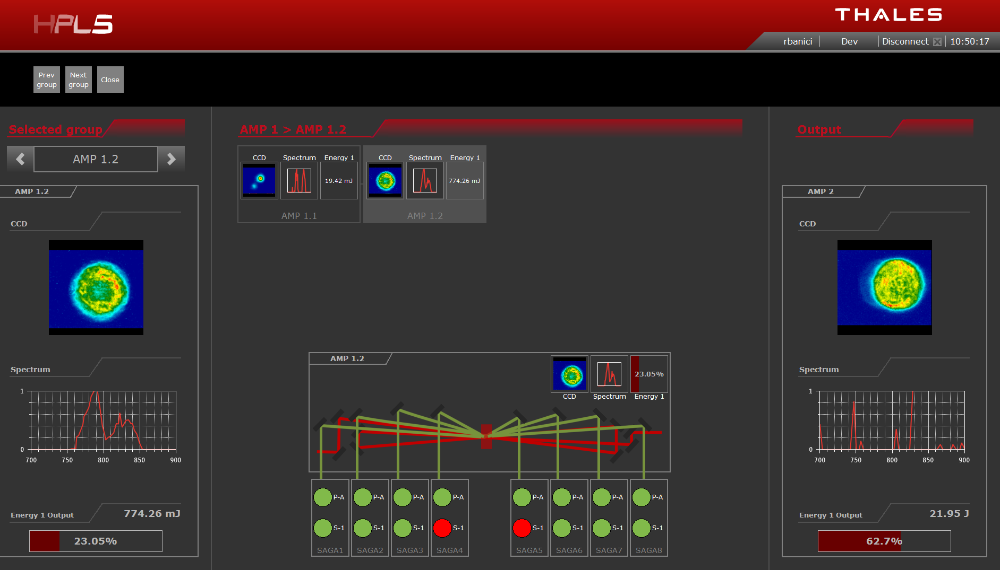 HPLS
THALES
rbanici
Dev
Disconnect
10:50:17
Prev group
Next group
Close
Selected group
AMP 1.2
AMP 1.2
CCD
Spectrum
1
0
700 750 800 850 900
Energy 1 Output
774.26 mJ
23.05%
AMP 1 > AMP 1.2
CCD Spectrum Energy 1
19.42 mJ
AMP 1.1
CCD Spectrum Energy 1
774.26 mJ
AMP 1.2
AMP 1.2
23.05%
CCD Spectrum Energy 1
P-A P-A P-A P-A P-A P-A P-A P-A
S-1 S-1 S-1 S-1 S-1 S-1 S-1 S-1
SAGA1 SAGA2 SAGA3 SAGA4 SAGA5 SAGA6 SAGA7 SAGA8
Output
AMP 2
CCD
Spectrum
1
0
700 750 800 850 900
Energy 1 Output
21.95 J
62.7%